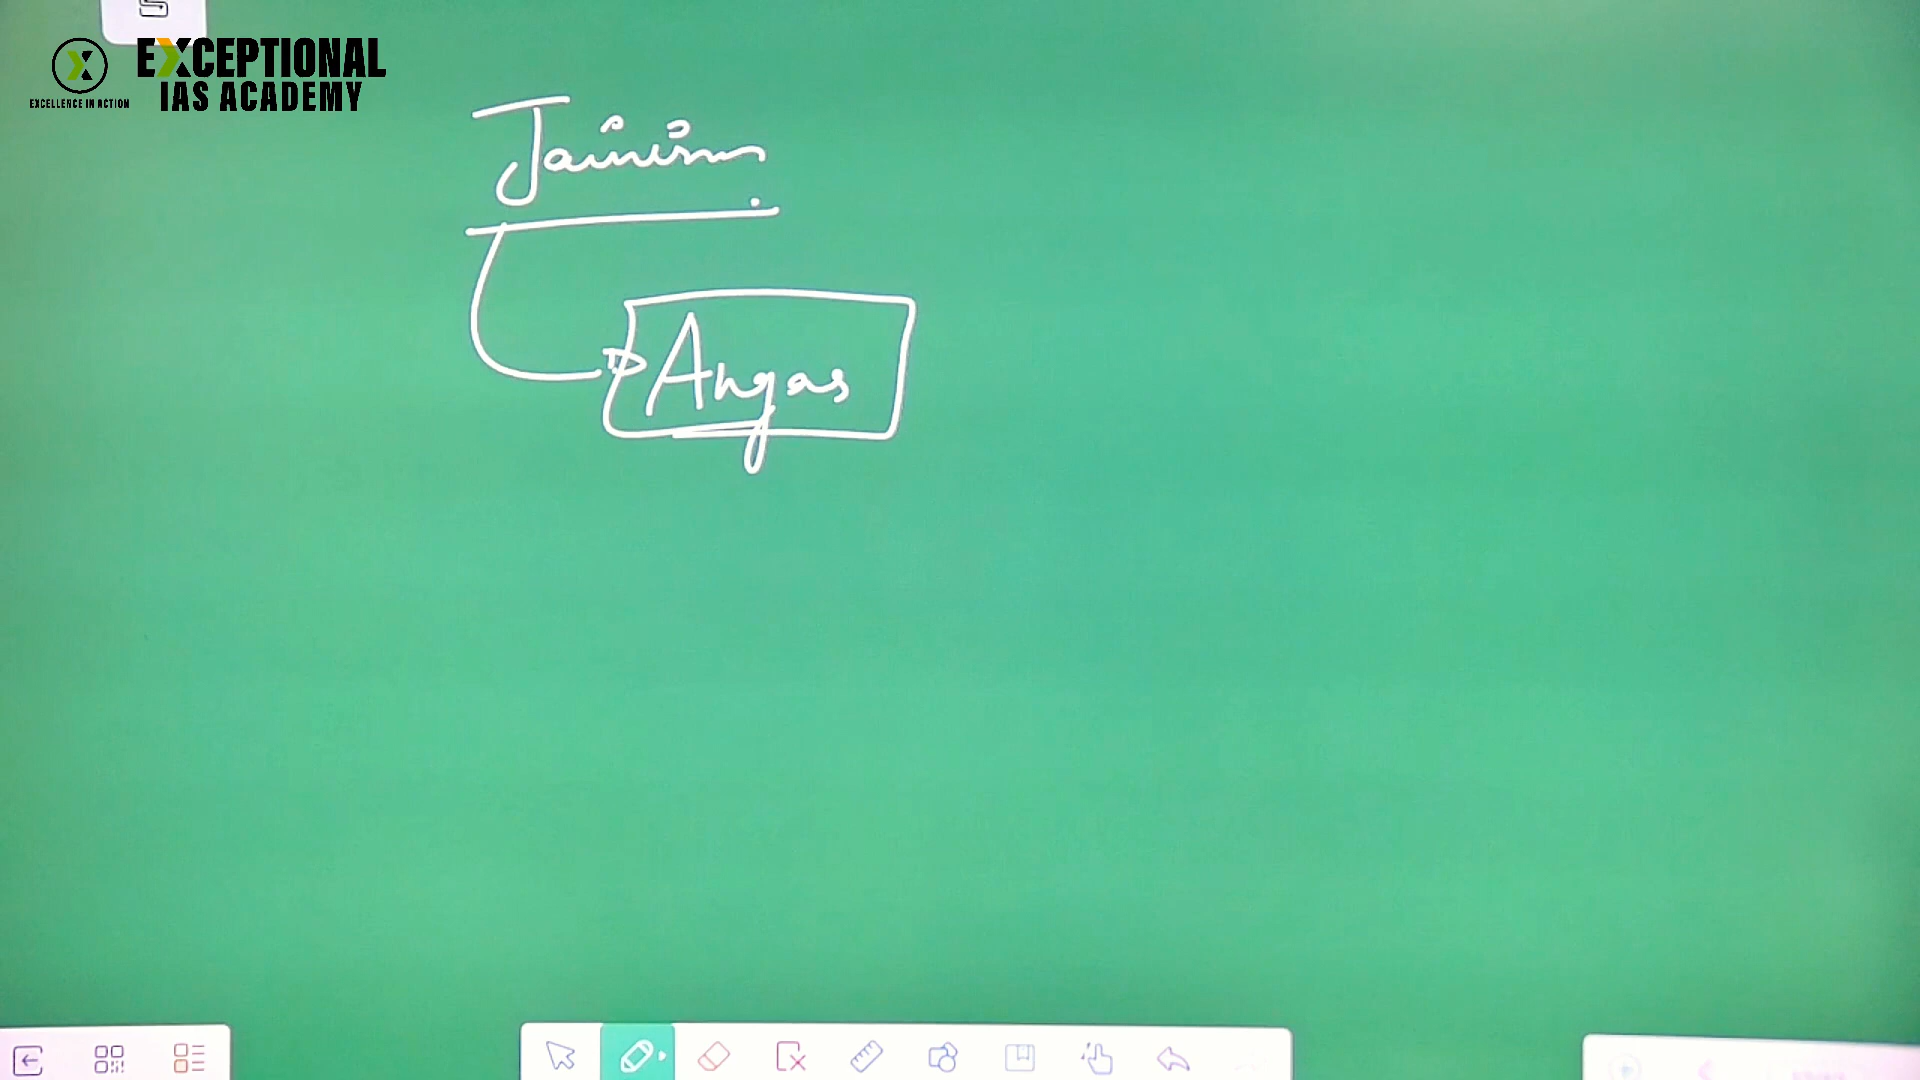 EXCEPTIONAL
IAS ACADEMY
EXCELLENCE IN ACTION
Jainism
Angas